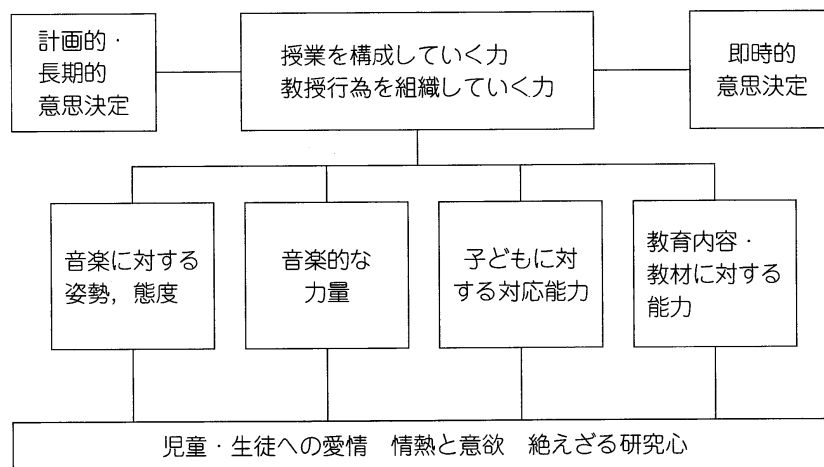 計画的・
長期的
意思決定
授業を構成していく力
教授行為を組織していく力
即時的
意思決定
音楽に対する
姿勢，態度
音楽的な
力量
子どもに対
する対応能力
教育内容・
教材に対する
能力
児童・生徒への愛情　情熱と意欲　絶えざる研究心